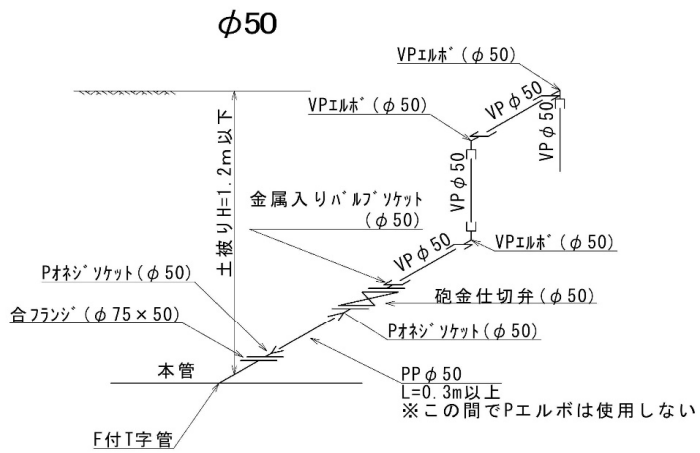 φ50
VPエルボ(φ50)
VPエルボ(φ50)
VPφ50
VPφ50
土被りH=1.2m以下
VPφ50
金属入りバルブソケット
(φ50)
VPエルボ(φ50)
VPφ50
Pオネジソケット(φ50)
砲金仕切弁(φ50)
合フランジ(φ75×50)
Pオネジソケット(φ50)
本管
PPφ50
L=0.3m以上
※この間でPエルボは使用しない
F付T字管